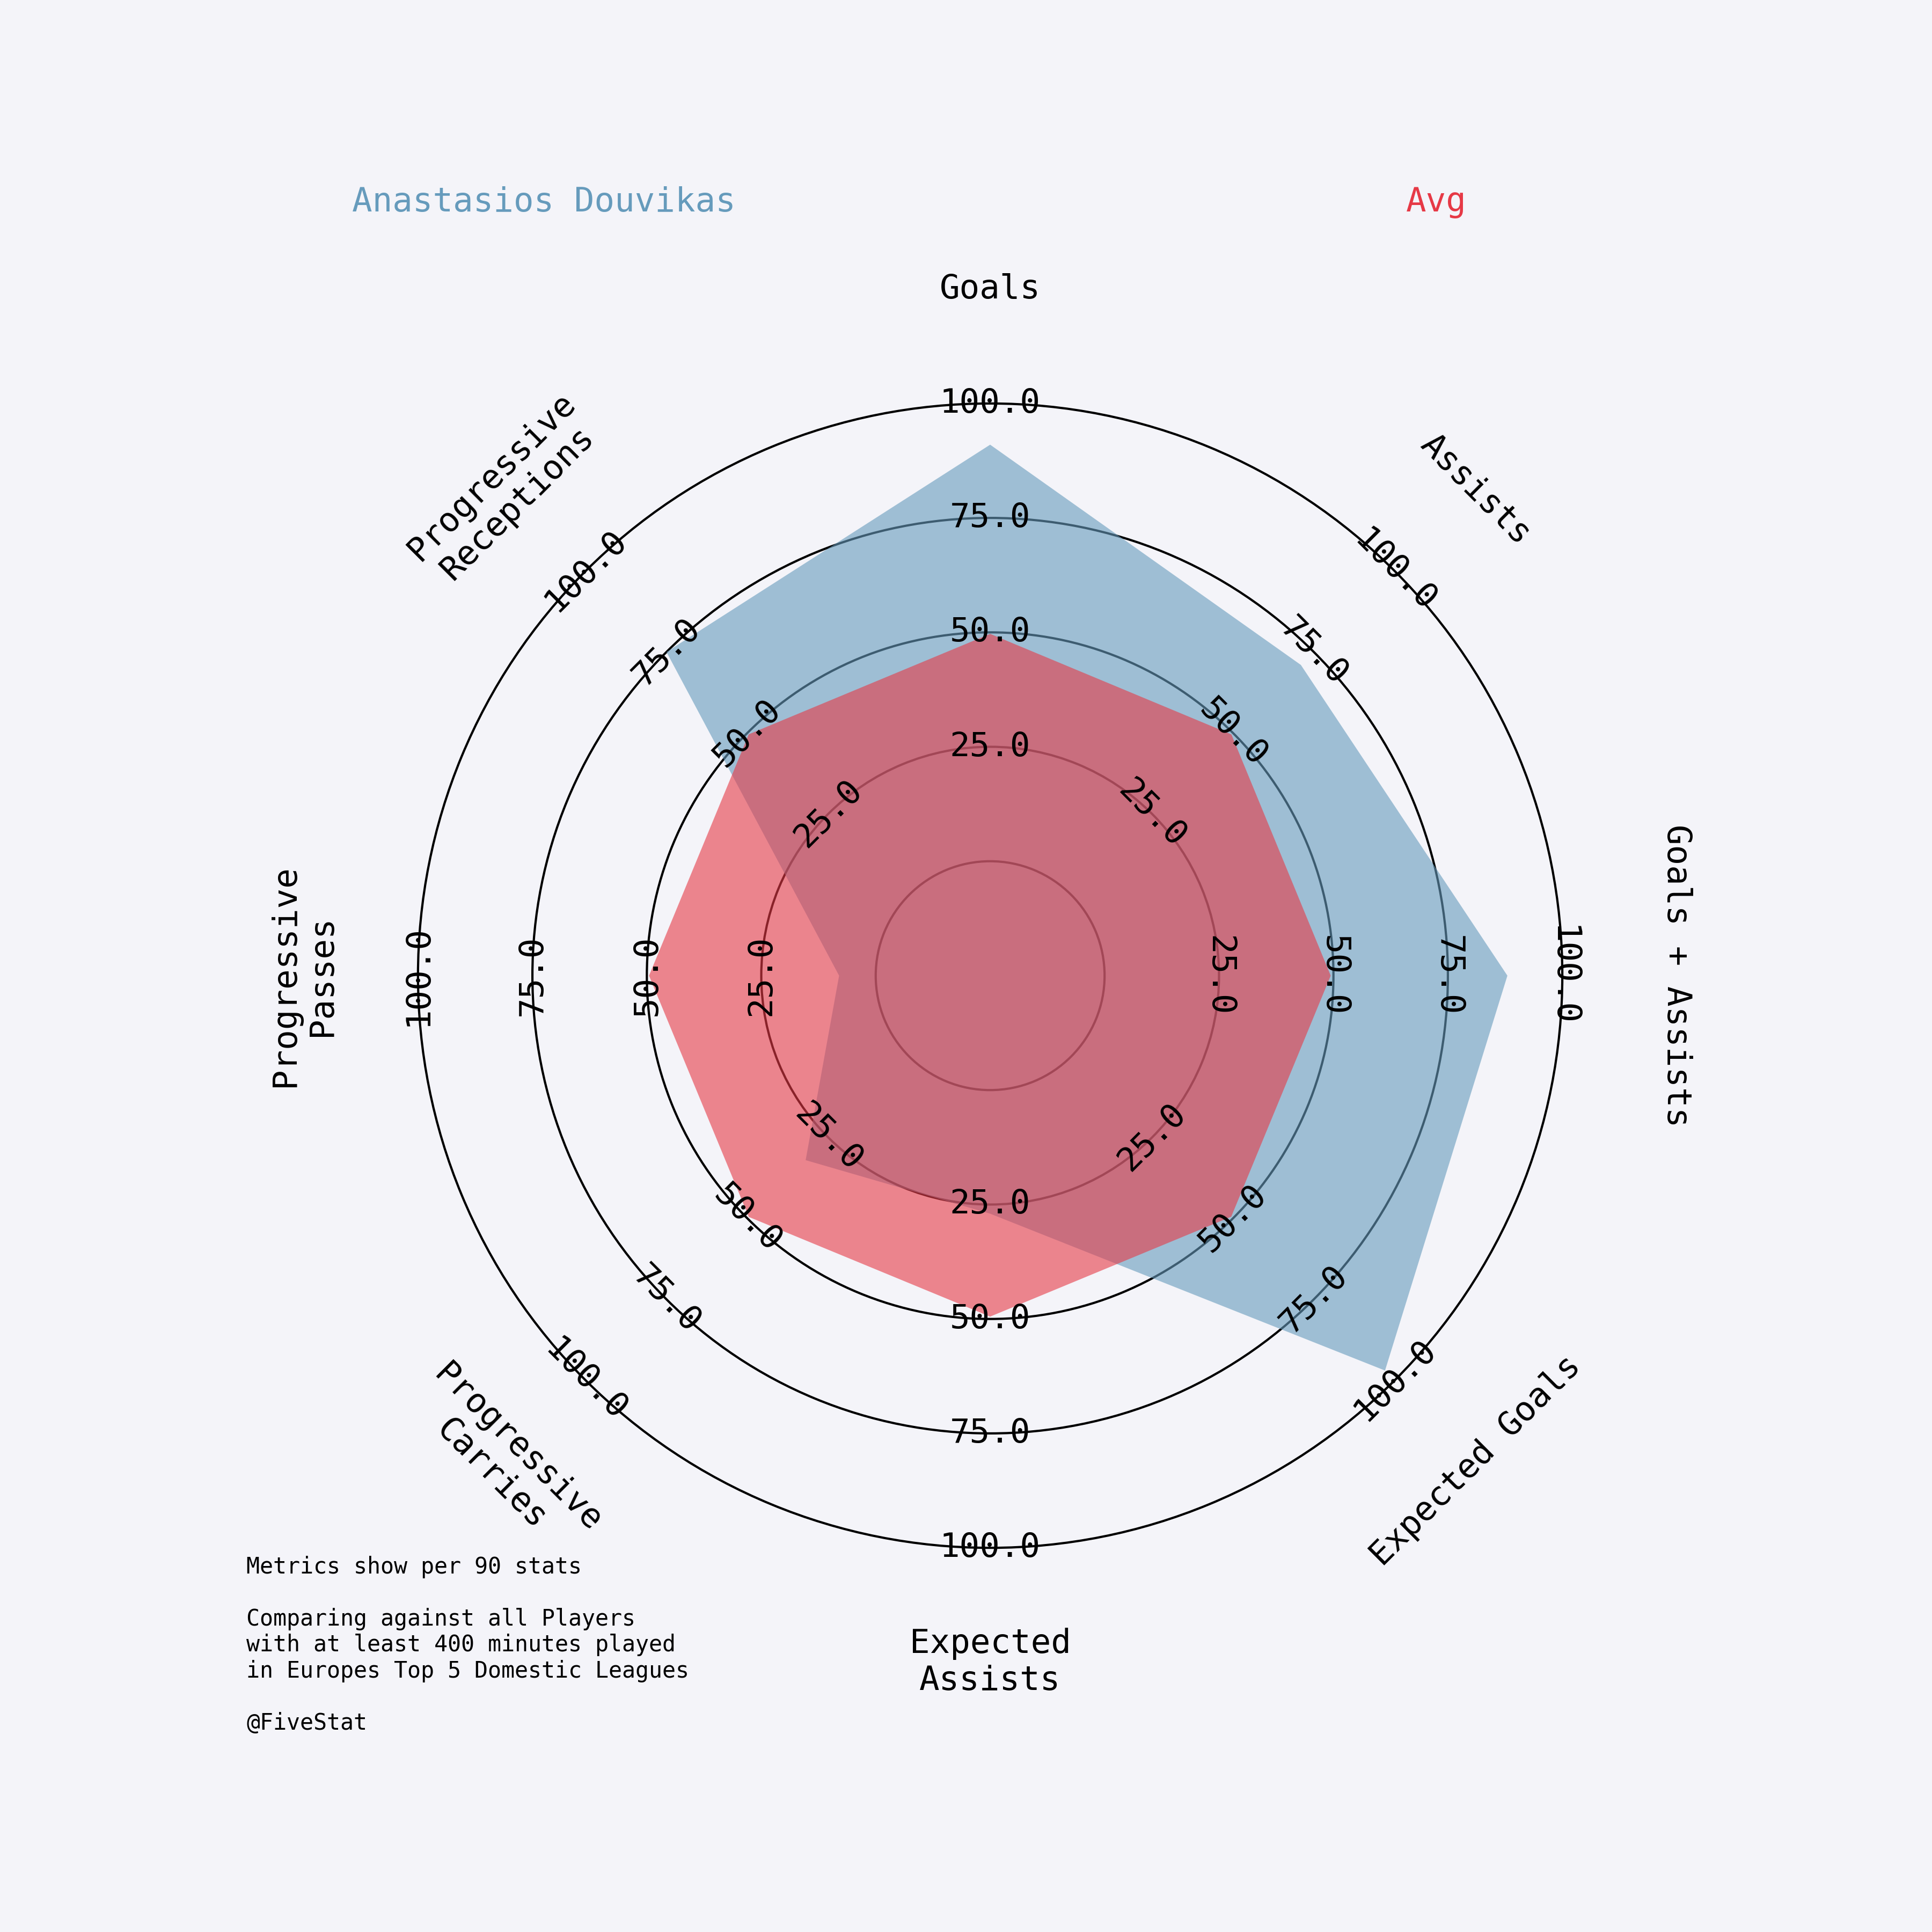 Anastasios Douvikas
Avg
Goals
Assists
Goals + Assists
Expected Goals
Expected
Assists
Progressive
Carries
Progressive
Passes
Progressive
Receptions
100.0
75.0
50.0
25.0
100.0
75.0
50.0
25.0
100.0
75.0
50.0
25.0
100.0
75.0
50.0
25.0
25.0
50.0
75.0
100.0
25.0
50.0
75.0
100.0
100.0
75.0
50.0
25.0
100.0
75.0
50.0
25.0
Metrics show per 90 stats
Comparing against all Players
with at least 400 minutes played
in Europes Top 5 Domestic Leagues
@FiveStat